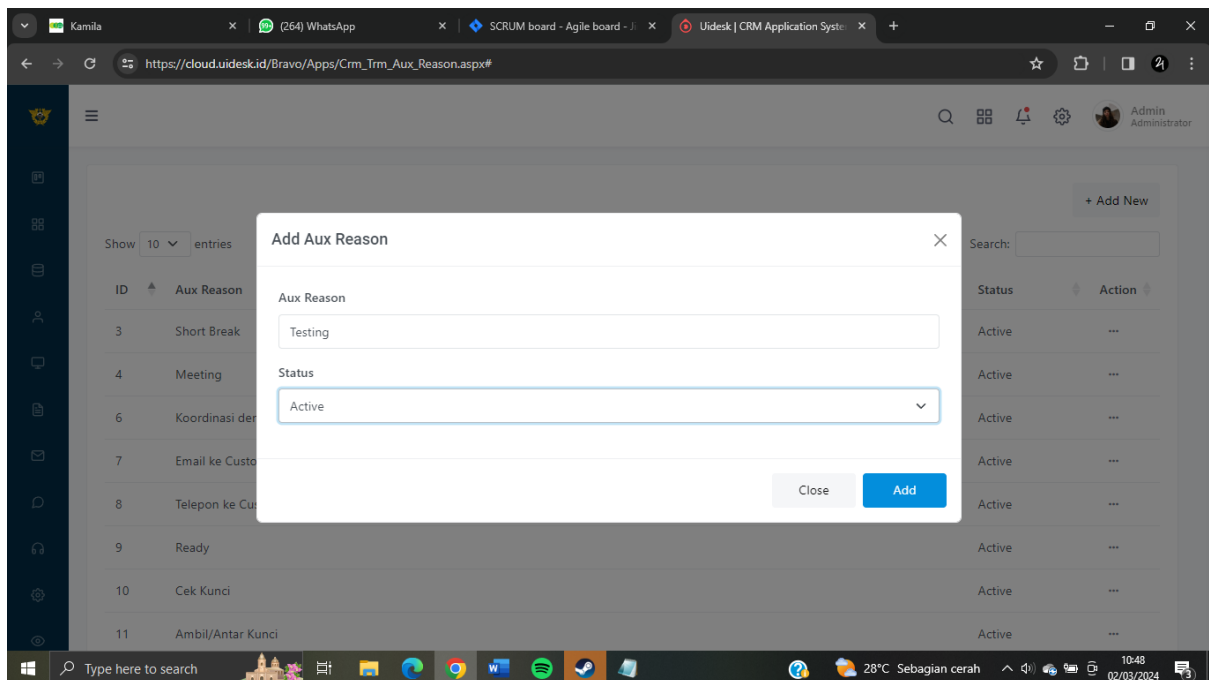 Kamila
(264) WhatsApp
SCRUM board - Agile board - Ji
Uidesk | CRM Application Syste
https://cloud.uidesk.id/Bravo/Apps/Crm_Trm_Aux_Reason.aspx#
Admin
Administrator
+ Add New
Show 10 entries
Search:
Add Aux Reason
ID Aux Reason Status Action
Aux Reason
Testing
Status
Active
Close Add
3 Short Break Active
4 Meeting Active
6 Koordinasi der Active
7 Email ke Custo Active
8 Telepon ke Cus Active
9 Ready Active
10 Cek Kunci Active
11 Ambil/Antar Kunci Active
Type here to search
28°C Sebagian cerah
10:48
02/03/2024
3